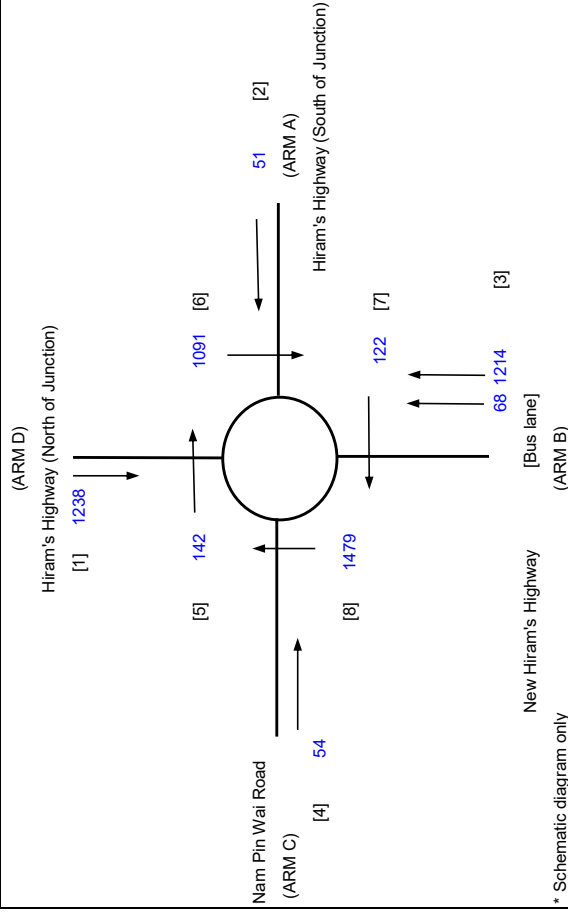 (ARM D)
Hiram's Highway (North of Junction)
[1]
1238
[2]
51
(ARM A)
Hiram's Highway (South of Junction)
[6]
1091
142
[5]
[7]
122
[3]
68 1214
[Bus lane]
(ARM B)
1479
[8]
New Hiram's Highway
54
[4]
Nam Pin Wai Road
(ARM C)
* Schematic diagram only